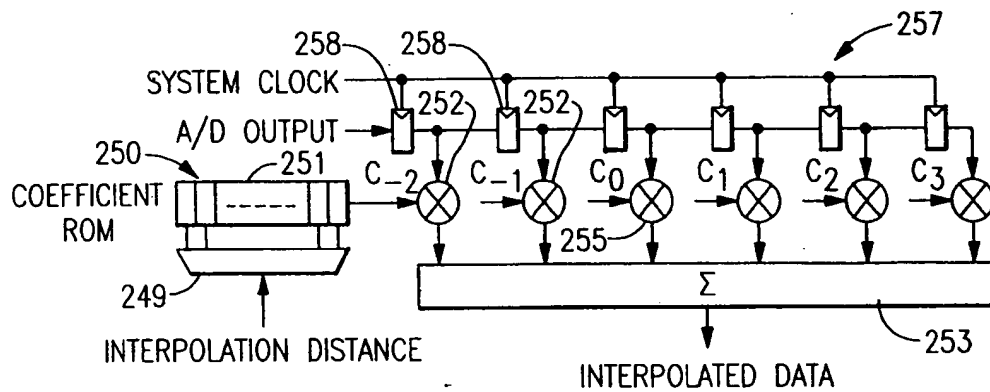 258 258 257
SYSTEM CLOCK
252 252
A/D OUTPUT
250 251
COEFFICIENT ROM
C-2 C-1 C0 C1 C2 C3
255
249
Σ
253
INTERPOLATION DISTANCE
INTERPOLATED DATA